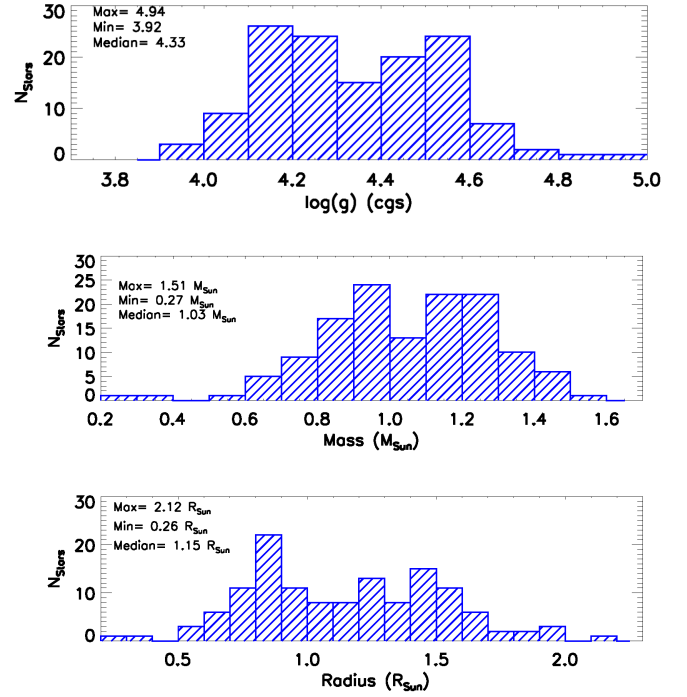 Max= 4.94
Min= 3.92
Median= 4.33
30
20
10
0
N_Stars
3.8 4.0 4.2 4.4 4.6 4.8 5.0
log(g) (cgs)
Max= 1.51 M_Sun
Min= 0.27 M_Sun
Median= 1.03 M_Sun
30
25
20
15
10
5
0
N_Stars
0.2 0.4 0.6 0.8 1.0 1.2 1.4 1.6
Mass (M_Sun)
Max= 2.12 R_Sun
Min= 0.26 R_Sun
Median= 1.15 R_Sun
30
20
10
0
N_Stars
0.5 1.0 1.5 2.0
Radius (R_Sun)